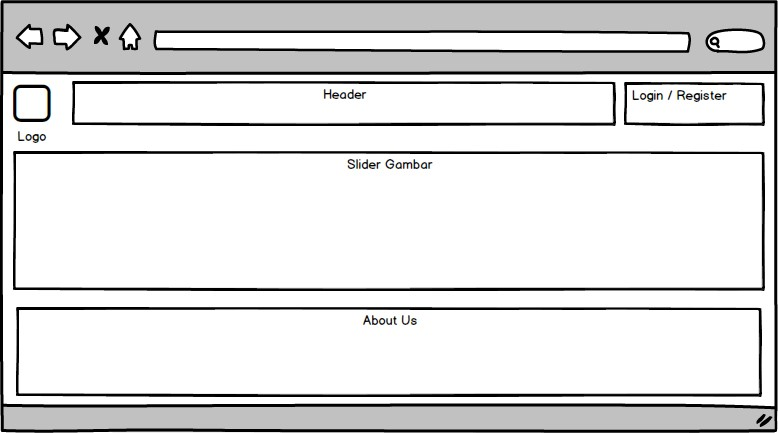 Header
Login / Register
Logo
Slider Gambar
About Us